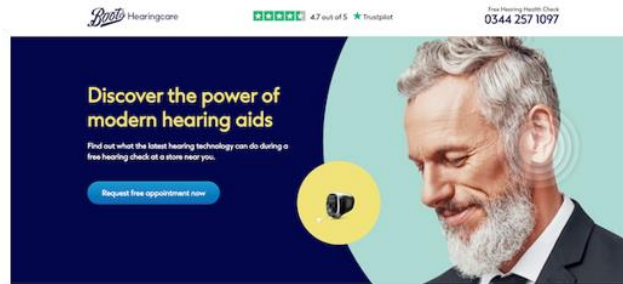 Boots Hearingcare
4.7 out of 5 Trustpilot
Free Hearing Health Check
0344 257 1097
Discover the power of
modern hearing aids
Find out what the latest hearing technology can do during a
free hearing check at a store near you.
Request free appointment now